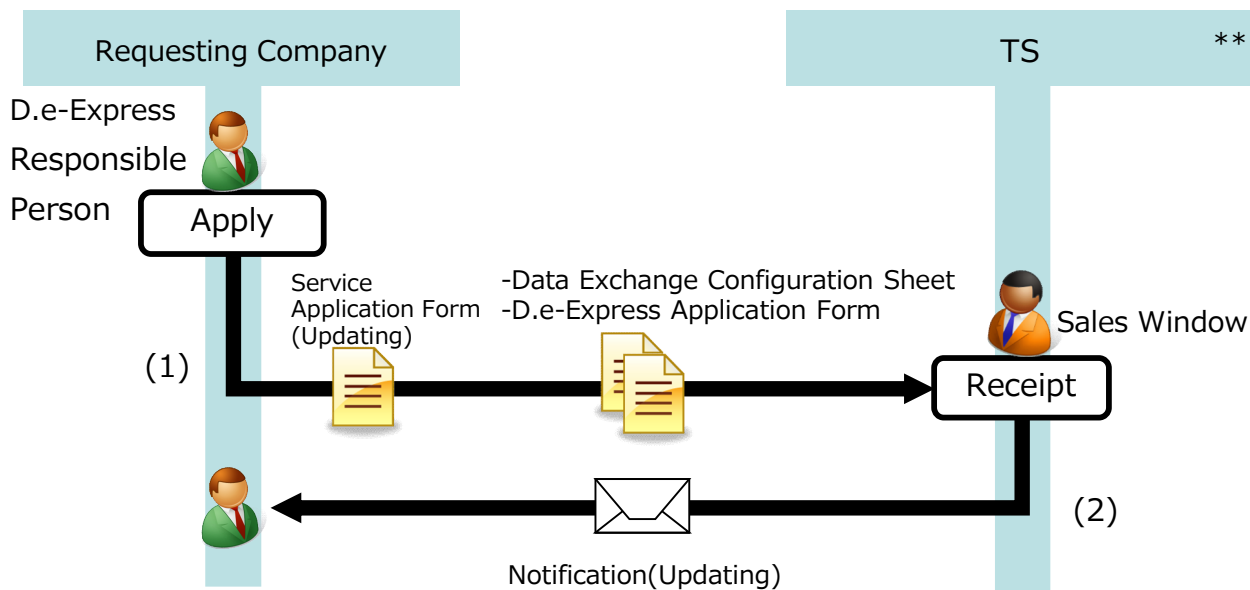 Requesting Company
TS
**
D.e-Express
Responsible
Person
Apply
Service
Application Form
(Updating)
-Data Exchange Configuration Sheet
-D.e-Express Application Form
Sales Window
(1)
Receipt
(2)
Notification(Updating)